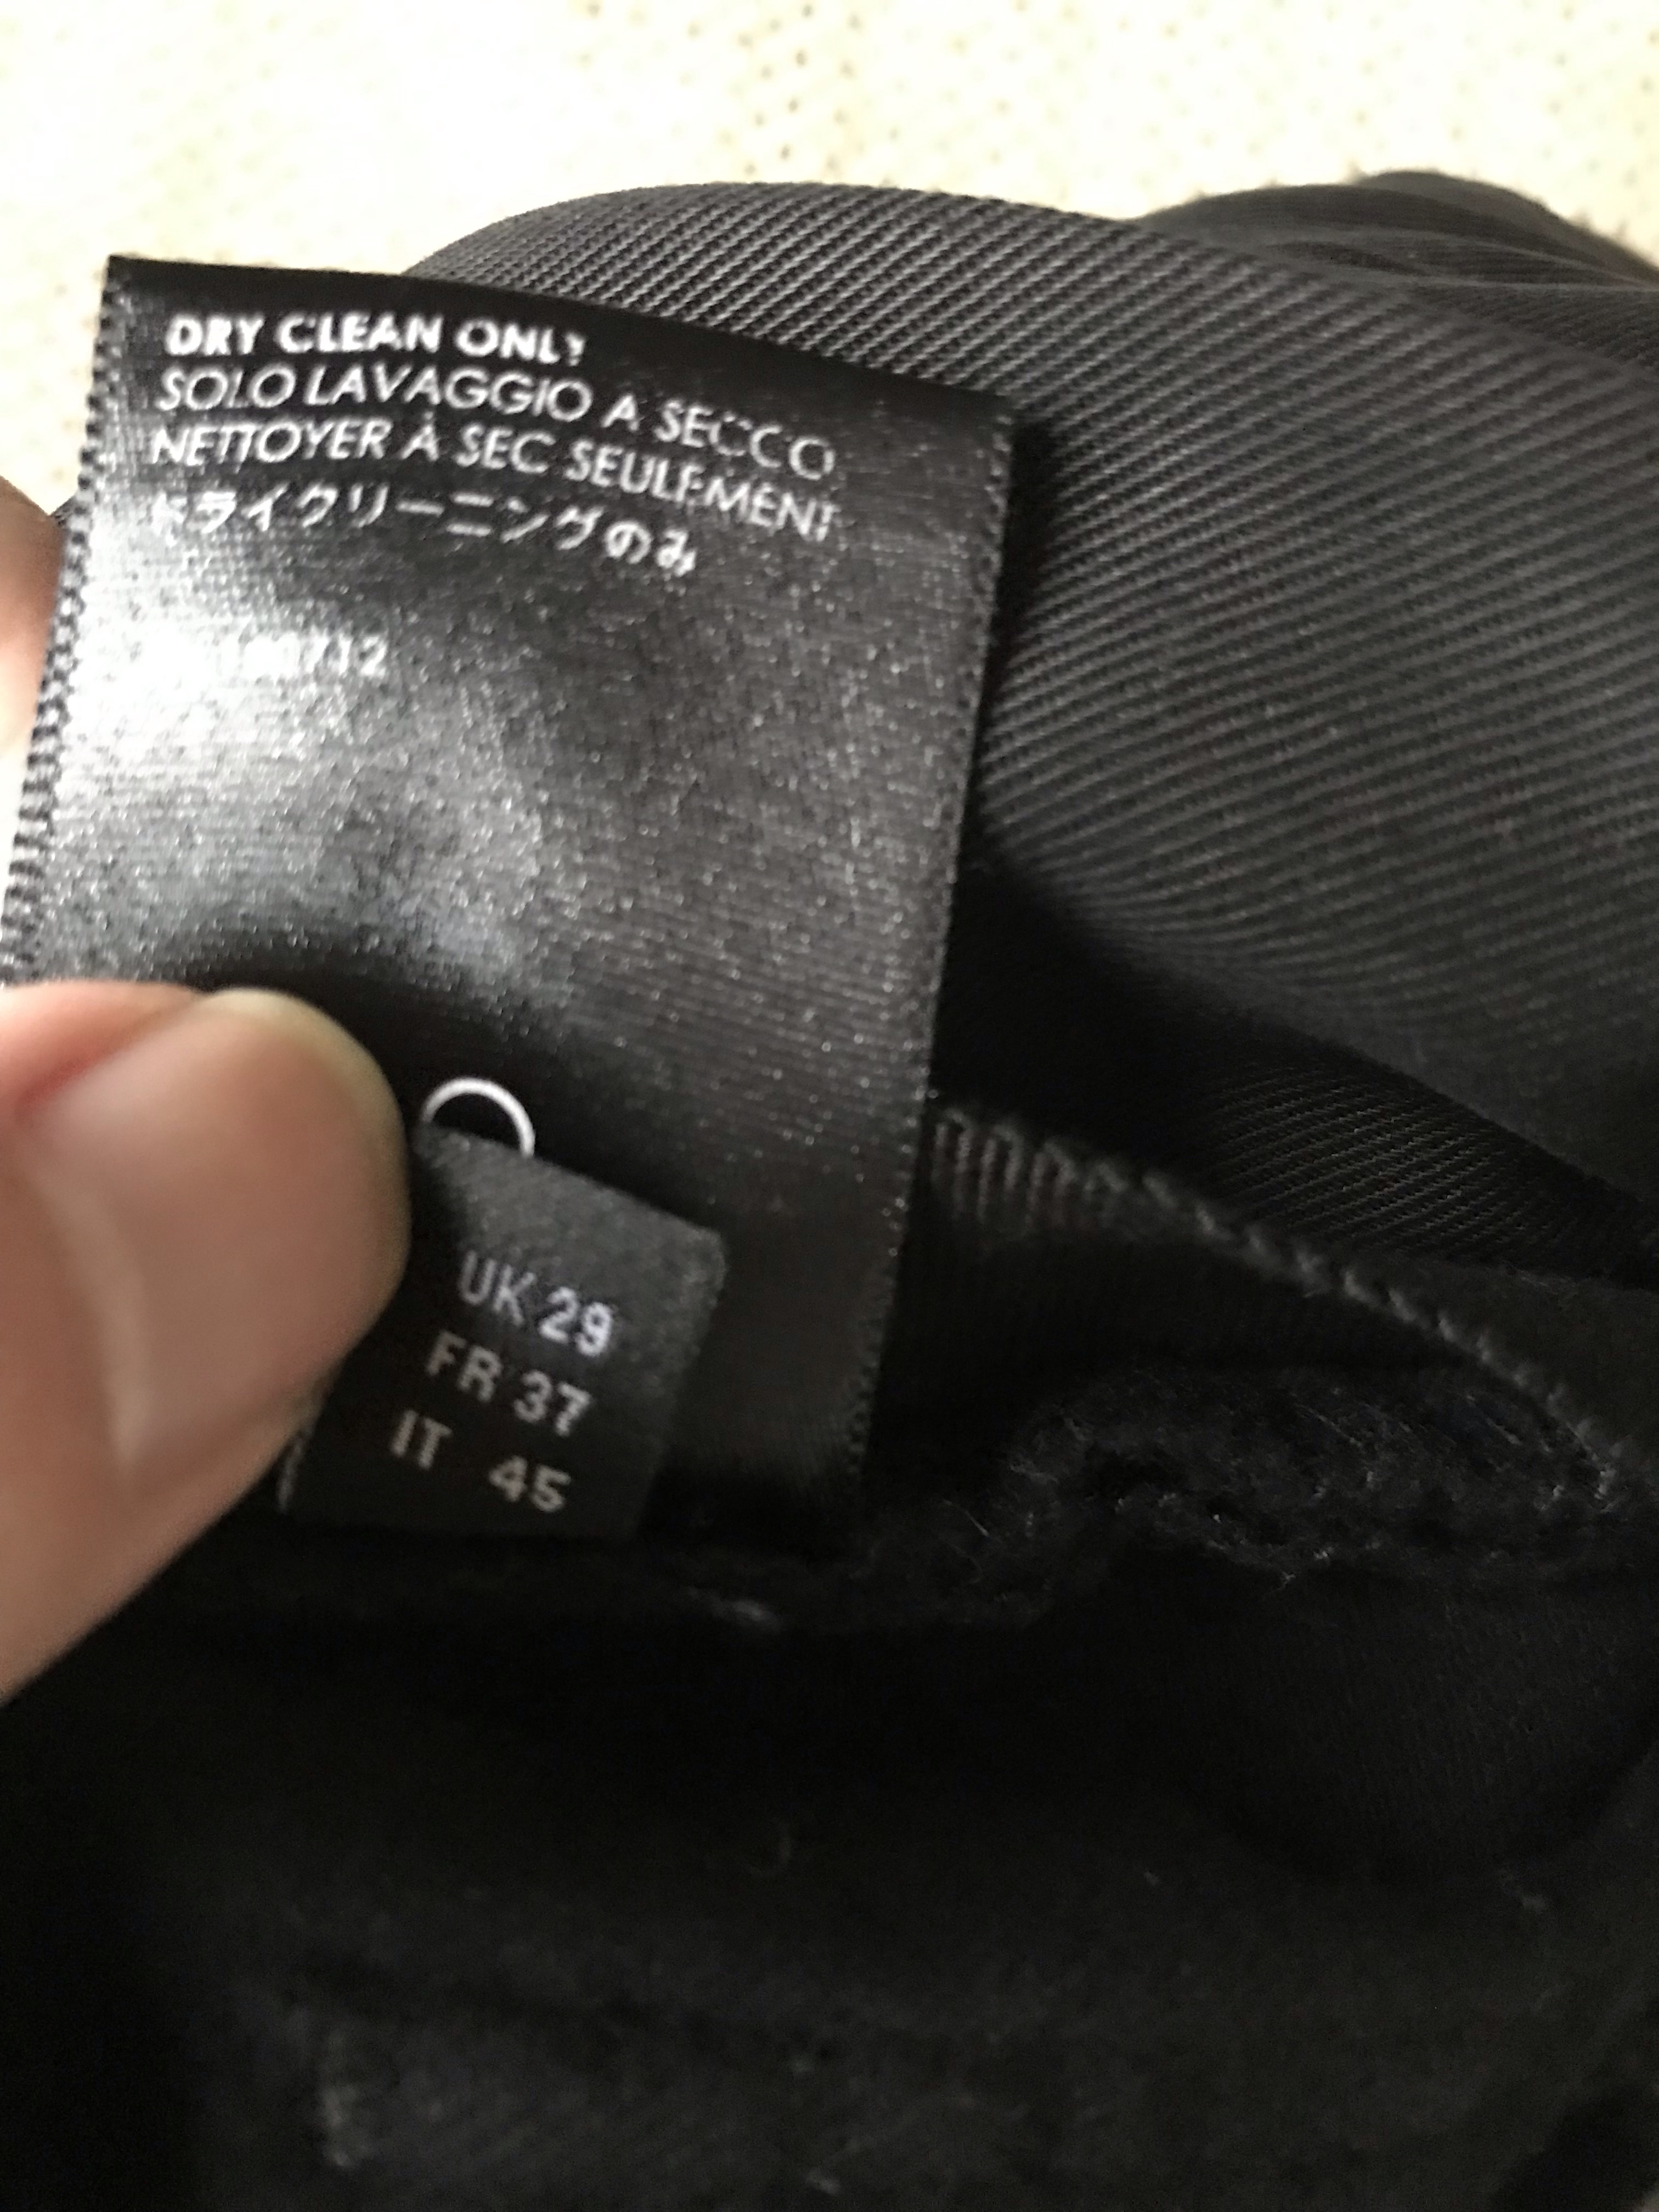 DRY CLEAN ONLY
SOLO LAVAGGIO A SECCO
NETTOYER À SEC SEULEMENT
ドライクリーニングのみ
UK 29
FR 37
IT 45